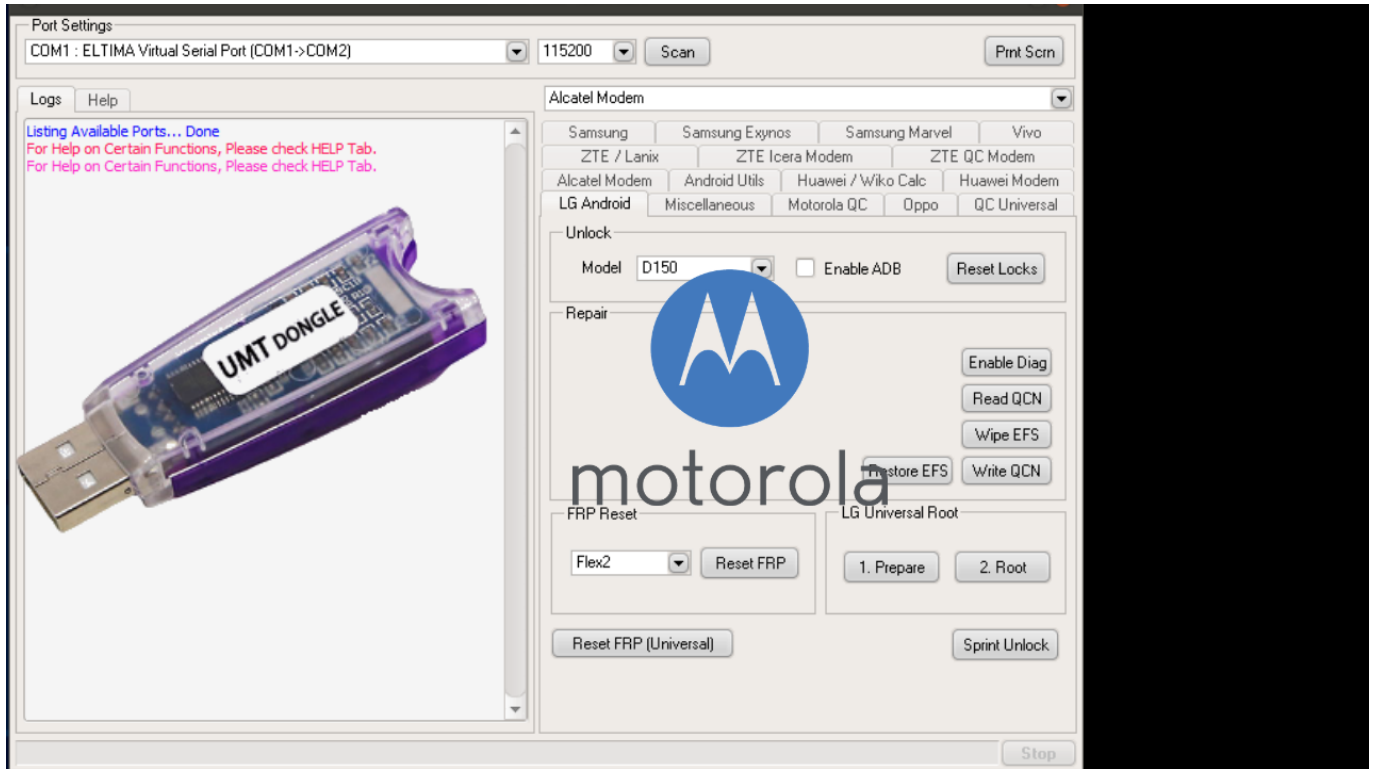 Port Settings
COM1 : ELTIMA Virtual Serial Port (COM1->COM2)
115200
Scan
Prnt Scrn
Logs
Help
Listing Available Ports... Done
For Help on Certain Functions, Please check HELP Tab.
For Help on Certain Functions, Please check HELP Tab.
UMT DONGLE
Alcatel Modem
Samsung
Samsung Exynos
Samsung Marvel
Vivo
ZTE / Lanix
ZTE Icera Modem
ZTE QC Modem
Alcatel Modem
Android Utils
Huawei / Wiko Calc
Huawei Modem
LG Android
Miscellaneous
Motorola QC
Oppo
QC Universal
Unlock
Model
D150
Enable ADB
Reset Locks
Repair
Enable Diag
Read QCN
Wipe EFS
Restore EFS
Write QCN
motorola
FRP Reset
Flex2
Reset FRP
LG Universal Root
1. Prepare
2. Root
Reset FRP (Universal)
Sprint Unlock
Stop